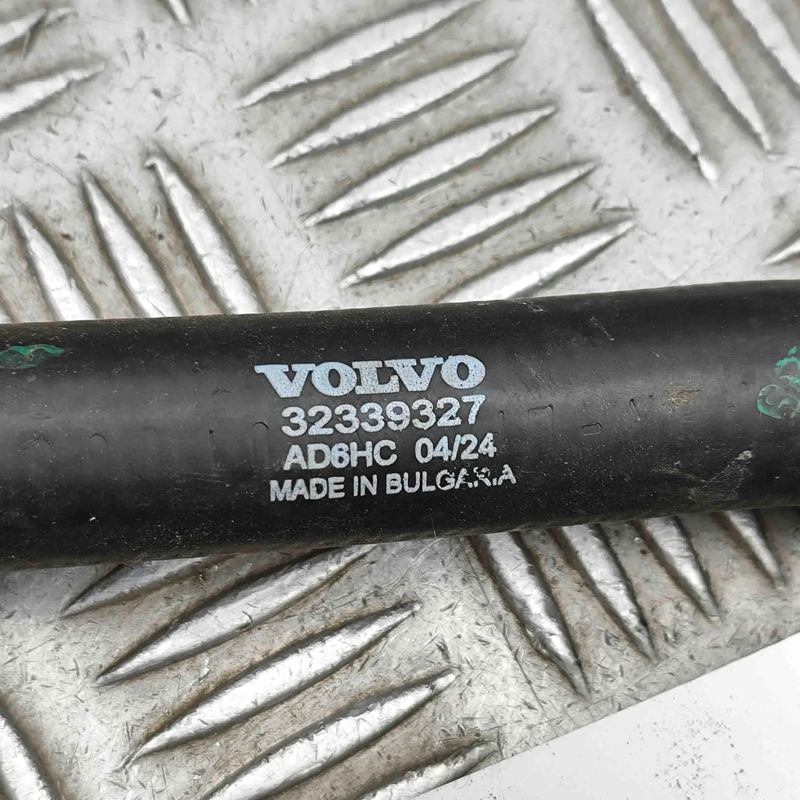 VOLVO
32339327
AD6HC 04/24
MADE IN BULGARIA